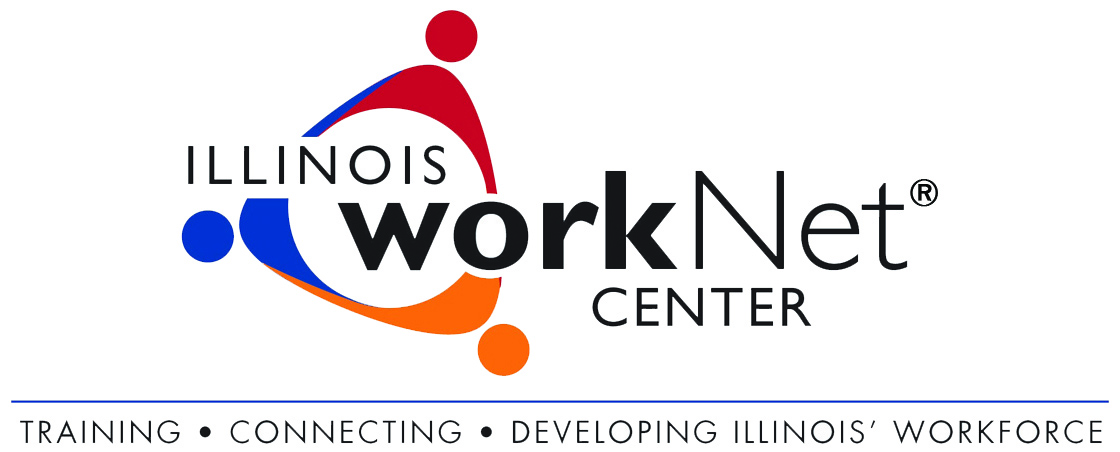 ILLINOIS
workNet®
CENTER
TRAINING • CONNECTING • DEVELOPING ILLINOIS’ WORKFORCE